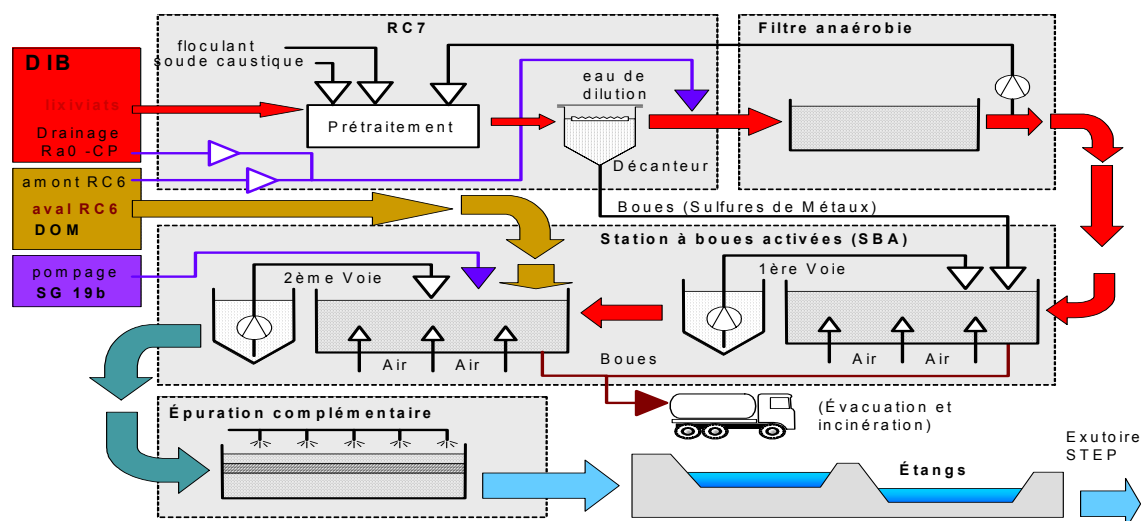 RC7
Filtre anaérobie
DIB
lixiviats
Drainage
Ra0 -CP
floculant
soude caustique
Prétraitement
eau de
dilution
Décanteur
amont RC6
aval RC6
DOM
Boues (Sulfures de Métaux)
Station à boues activées (SBA)
pompage
SG 19b
2ème Voie
1ère Voie
Air
Air
Boues
Air
Air
Épuration complémentaire
(Évacuation et
incinération)
Étangs
Exutoire
STEP